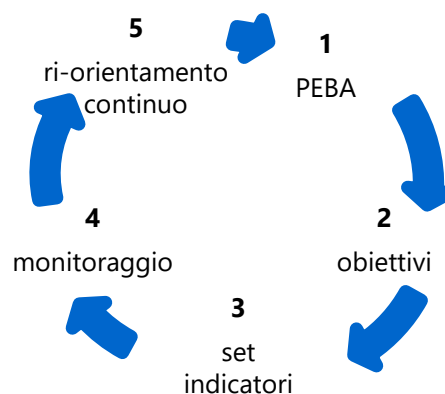 1
PEBA
2
obiettivi
3
set
indicatori
4
monitoraggio
5
ri-orientamento
continuo